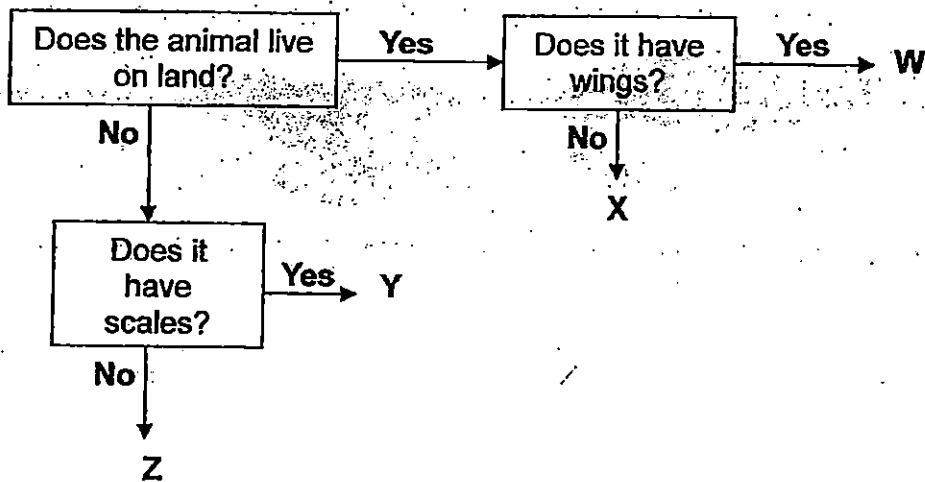 Does the animal live
on land?
Yes
Does it have
wings?
Yes
W
No
No
X
Does it
have
scales?
Yes
Y
No
Z